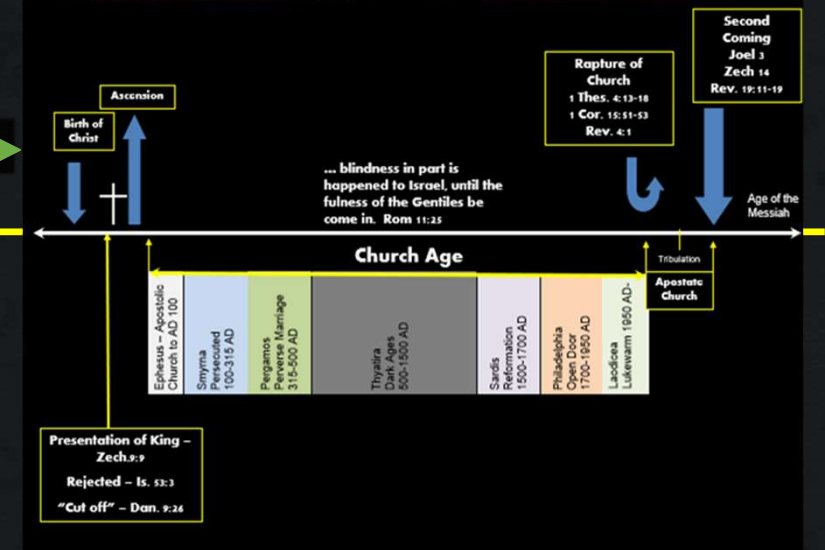 Second
Coming
Joel 3
Zech 14
Rev. 19:11-19
Rapture of
Church
1 Thes. 4:13-18
1 Cor. 15:51-53
Rev. 4:1
Ascension
Birth of
Christ
... blindness in part is
happened to Israel, until the
fulness of the Gentiles be
come in. Rom 11:25
Age of the
Messiah
Church Age
Tribulation
Apostate
Church
Ephesus – Apostolic
Church to AD 100
Smyrna
Persecuted
100-315 AD
Pergamos
Perverse Marriage
315-500 AD
Thyatira
Dark Ages
500-1500 AD
Sardis
Reformation
1500-1700 AD
Philadelphia
Open Door
1700-1950 AD
Laodicea
Lukewarm 1950 AD-
Presentation of King –
Zech.9:9
Rejected – Is. 53:3
“Cut off” – Dan. 9:26